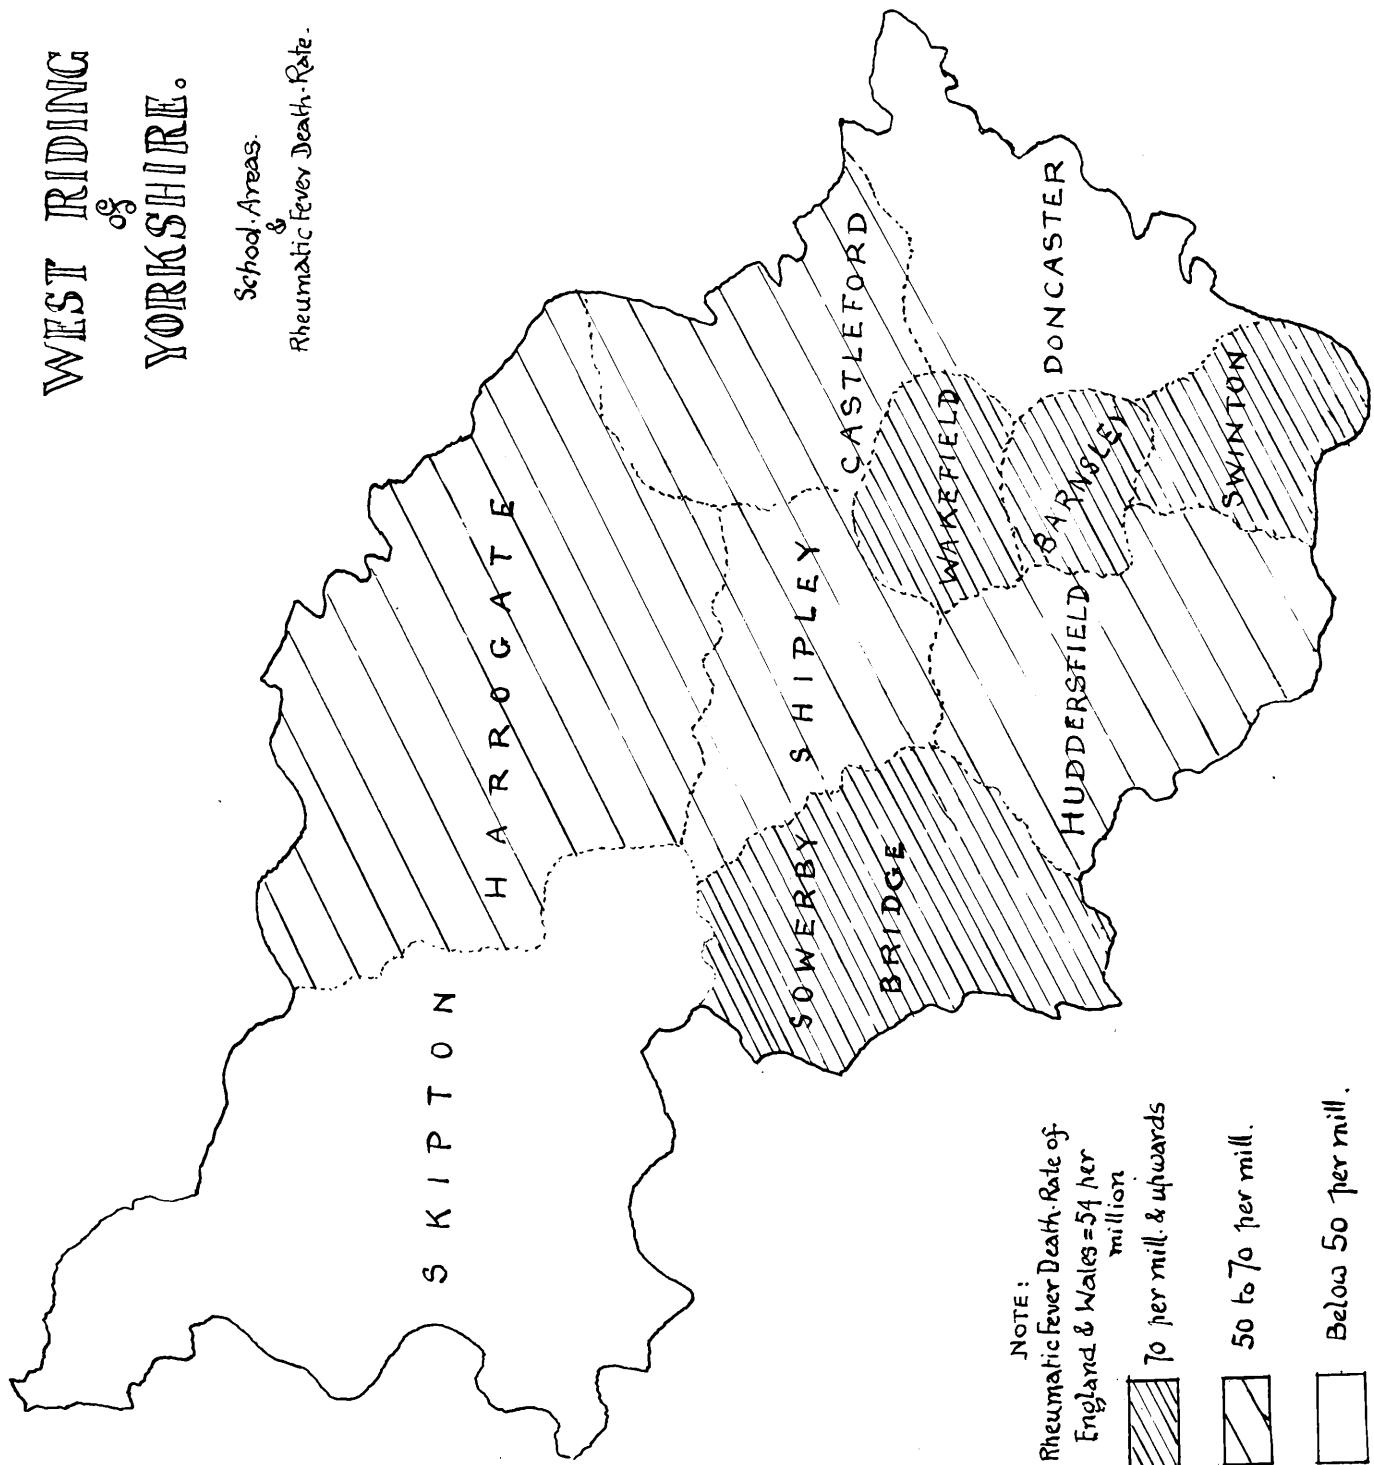 WEST RIDING
of
YORKSHIRE.
School Areas.
&
Rheumatic Fever Death-Rate.
SKIPTON
HARROGATE
SHIPLEY
CASTLEFORD
SOWERBY
BRIDGE
WAKEFIELD
BARNSLEY
HUDDERSFIELD
DONCASTER
SWINTON
NOTE:
Rheumatic Fever Death-Rate of
England & Wales = 54 per
million
70 per mill. & upwards
50 to 70 per mill.
Below 50 per mill.